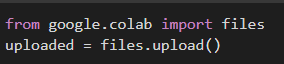 from google.colab import files
uploaded = files.upload()